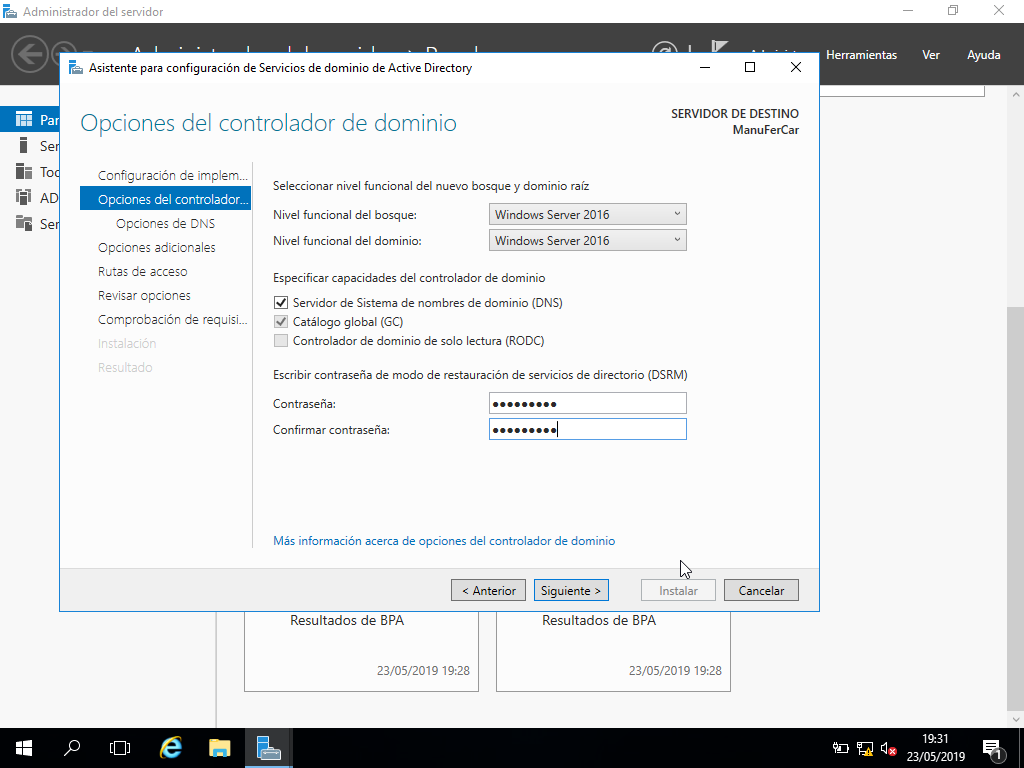 Administrador del servidor
Herramientas
Ver
Ayuda
Asistente para configuración de Servicios de dominio de Active Directory
Opciones del controlador de dominio
SERVIDOR DE DESTINO
ManuFerCar
Configuración de implem...
Opciones del controlador...
Opciones de DNS
Opciones adicionales
Rutas de acceso
Revisar opciones
Comprobación de requisi...
Instalación
Resultado
Seleccionar nivel funcional del nuevo bosque y dominio raíz
Nivel funcional del bosque: Windows Server 2016
Nivel funcional del dominio: Windows Server 2016
Especificar capacidades del controlador de dominio
Servidor de Sistema de nombres de dominio (DNS)
Catálogo global (GC)
Controlador de dominio de solo lectura (RODC)
Escribir contraseña de modo de restauración de servicios de directorio (DSRM)
Contraseña: •••••••••
Confirmar contraseña: •••••••••
Más información acerca de opciones del controlador de dominio
< Anterior
Siguiente >
Instalar
Cancelar
Resultados de BPA
23/05/2019 19:28
Resultados de BPA
23/05/2019 19:28
19:31
23/05/2019
1